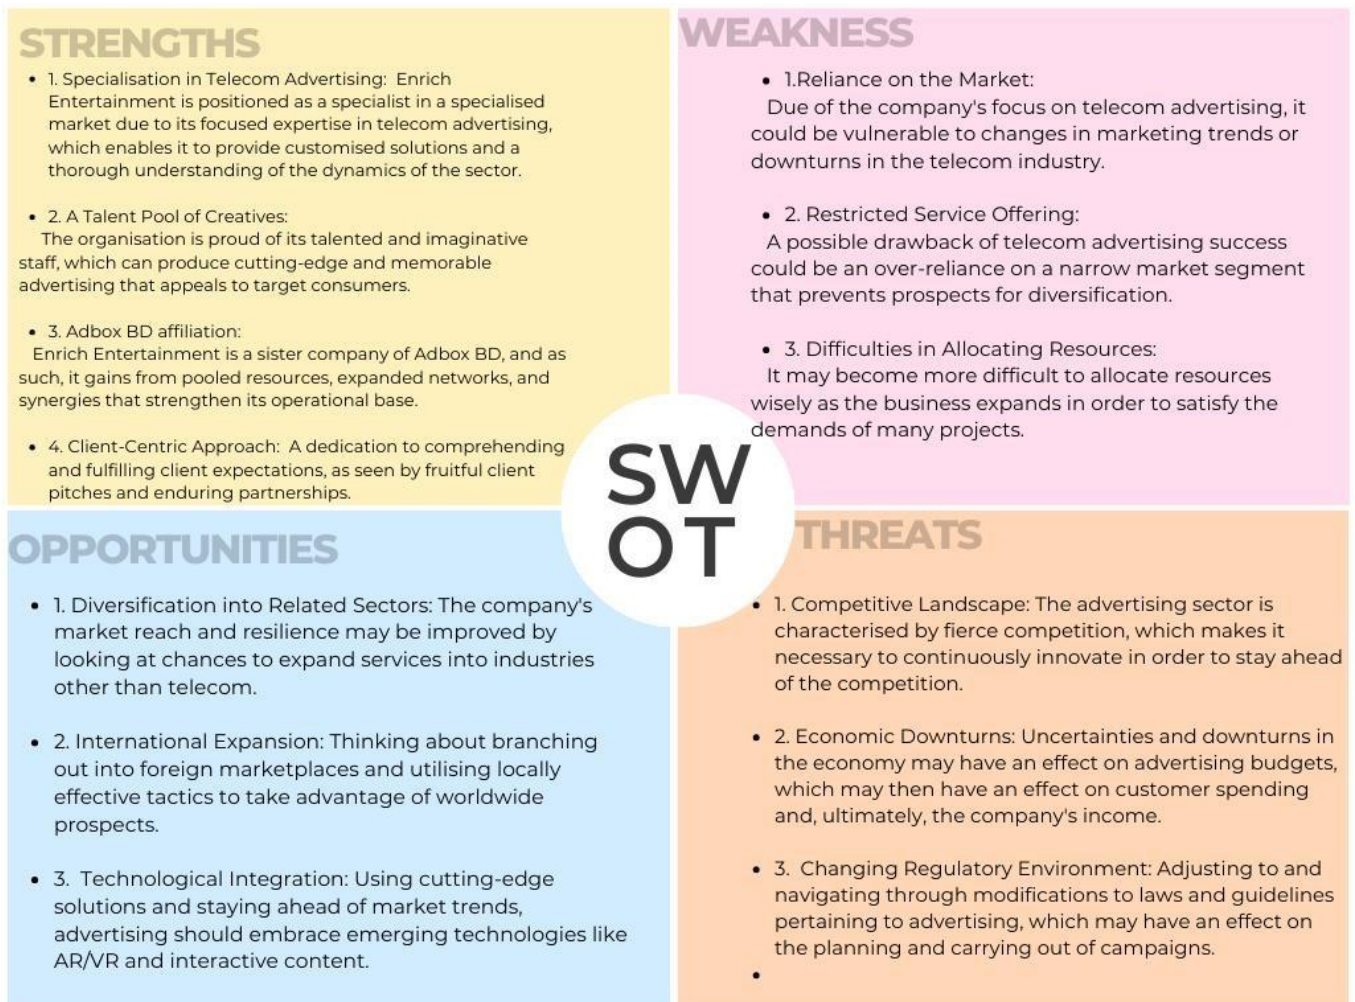 STRENGTHS
• 1. Specialisation in Telecom Advertising: Enrich
Entertainment is positioned as a specialist in a specialised
market due to its focused expertise in telecom advertising,
which enables it to provide customised solutions and a
thorough understanding of the dynamics of the sector.
• 2. A Talent Pool of Creatives:
The organisation is proud of its talented and imaginative
staff, which can produce cutting-edge and memorable
advertising that appeals to target consumers.
• 3. Adbox BD affiliation:
Enrich Entertainment is a sister company of Adbox BD, and as
such, it gains from pooled resources, expanded networks, and
synergies that strengthen its operational base.
• 4. Client-Centric Approach: A dedication to comprehending
and fulfilling client expectations, as seen by fruitful client
pitches and enduring partnerships.
WEAKNESS
• 1.Reliance on the Market:
Due of the company's focus on telecom advertising, it
could be vulnerable to changes in marketing trends or
downturns in the telecom industry.
• 2. Restricted Service Offering:
A possible drawback of telecom advertising success
could be an over-reliance on a narrow market segment
that prevents prospects for diversification.
• 3. Difficulties in Allocating Resources:
It may become more difficult to allocate resources
wisely as the business expands in order to satisfy the
demands of many projects.
SW
OT
OPPORTUNITIES
• 1. Diversification into Related Sectors: The company's
market reach and resilience may be improved by
looking at chances to expand services into industries
other than telecom.
• 2. International Expansion: Thinking about branching
out into foreign marketplaces and utilising locally
effective tactics to take advantage of worldwide
prospects.
• 3. Technological Integration: Using cutting-edge
solutions and staying ahead of market trends,
advertising should embrace emerging technologies like
AR/VR and interactive content.
THREATS
• 1. Competitive Landscape: The advertising sector is
characterised by fierce competition, which makes it
necessary to continuously innovate in order to stay ahead
of the competition.
• 2. Economic Downturns: Uncertainties and downturns in
the economy may have an effect on advertising budgets,
which may then have an effect on customer spending
and, ultimately, the company's income.
• 3. Changing Regulatory Environment: Adjusting to and
navigating through modifications to laws and guidelines
pertaining to advertising, which may have an effect on
the planning and carrying out of campaigns.
•